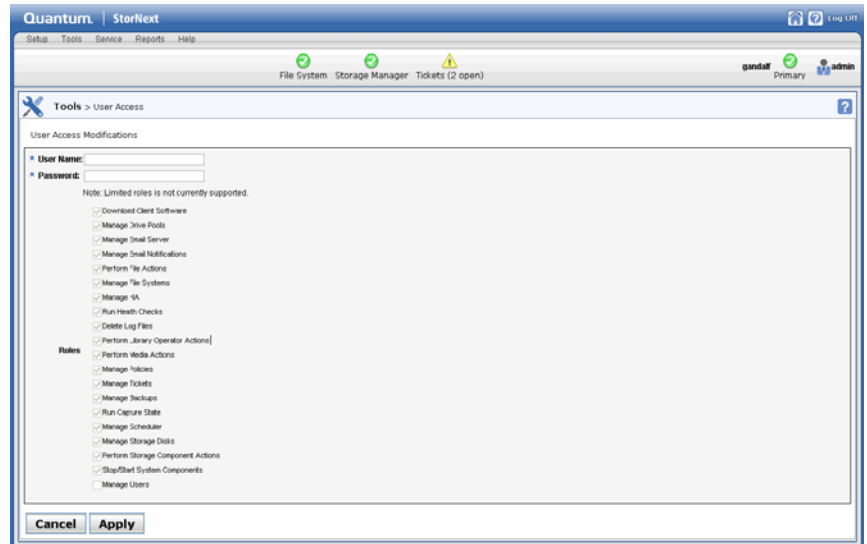 Quantum. | StorNext
Log Off
Setup Tools Service Reports Help
File System Storage Manager Tickets (2 open)
gandalf Primary admin
Tools > User Access
User Access Modifications
* User Name:
* Password:
Note: Limited roles is not currently supported.
Roles
Download Client Software
Manage Drive Pools
Manage Email Server
Manage Email Notifications
Perform File Actions
Manage File Systems
Manage HA
Run Heath Checks
Delete Log Files
Perform Library Operator Actions
Perform Media Actions
Manage Policies
Manage Tickets
Manage Backups
Run Capture State
Manage Scheduler
Manage Storage Disks
Perform Storage Component Actions
Stop/Start System Components
Manage Users
Cancel Apply